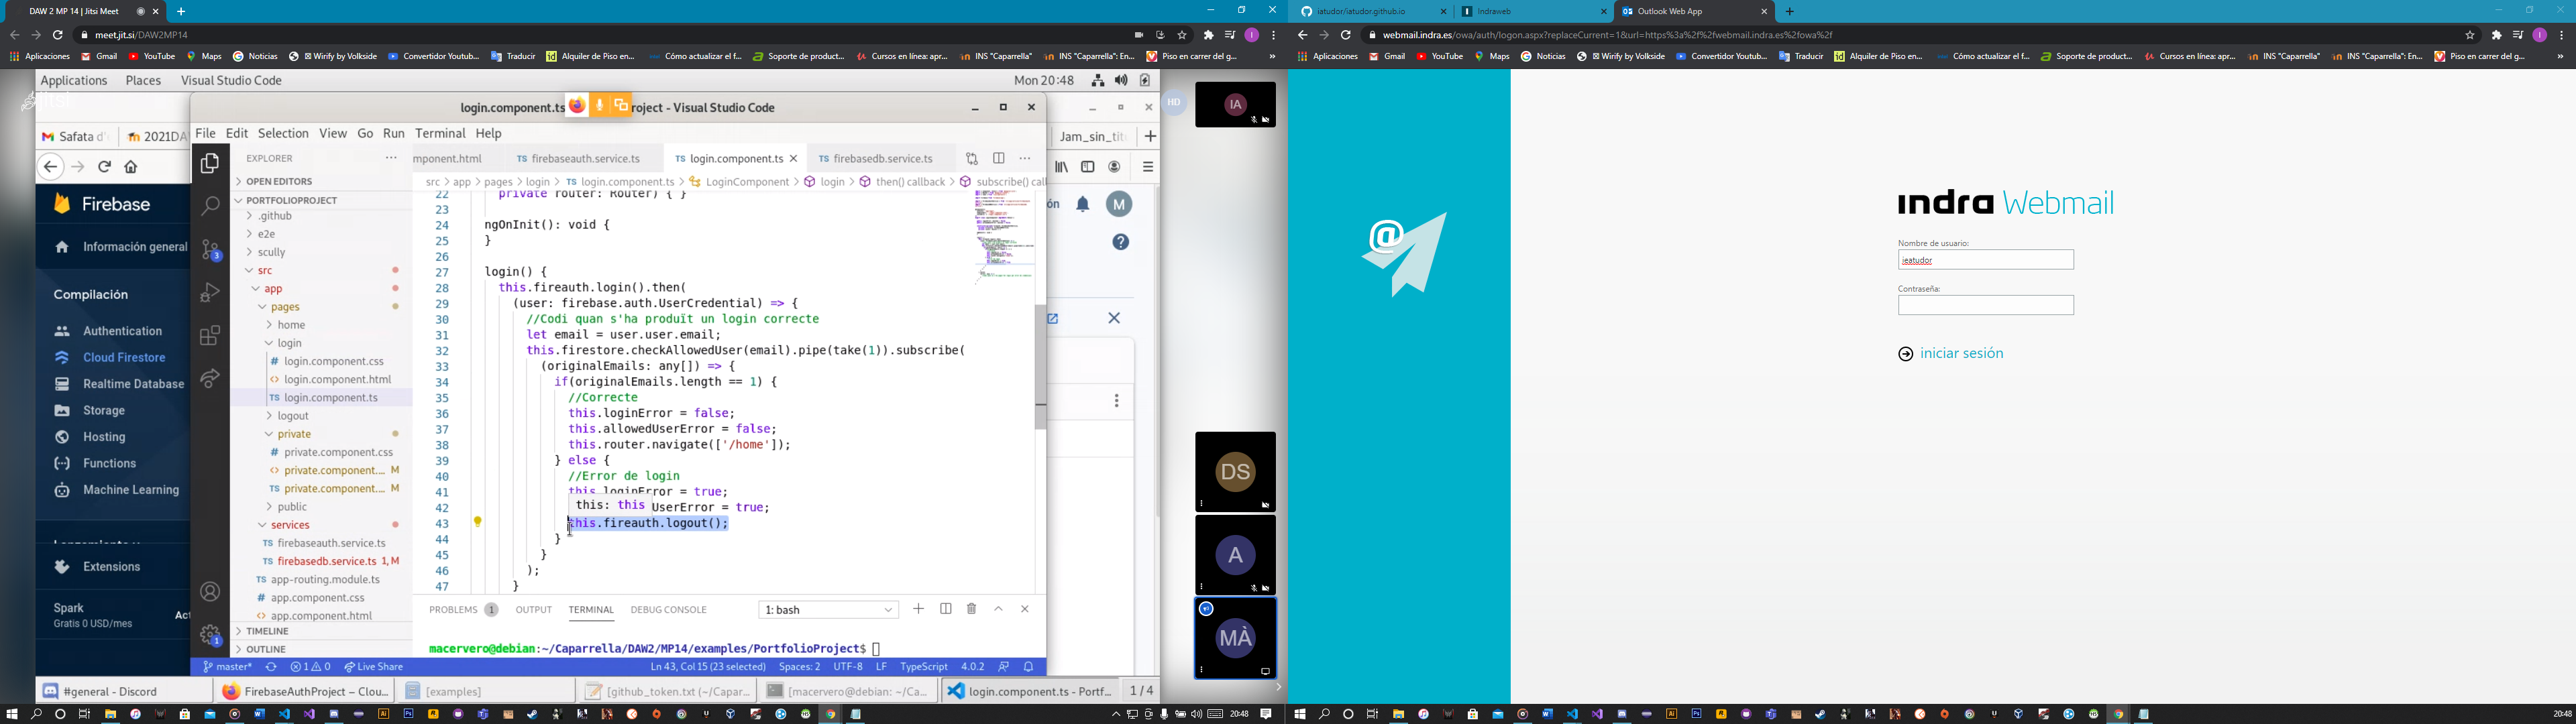 DAW 2 MP 14 | Jitsi Meet
meet.jit.si/DAW2MP14
Aplicaciones
Gmail
YouTube
Maps
Noticias
Wirify by Volkside
Convertidor Youtub...
Traducir
Alquiler de Piso en...
Cómo actualizar el f...
Soporte de product...
Cursos en línea: apr...
INS "Caparrella"
INS "Caparrella": En...
Piso en carrer del g...
Applications
Places
Visual Studio Code
Mon 20:48
login.component.ts
roject - Visual Studio Code
Safata d'
2021DA
Jam_sin_tít
File Edit Selection View Go Run Terminal Help
Firebase
Información general
Compilación
Authentication
Cloud Firestore
Realtime Database
Storage
Hosting
Functions
Machine Learning
Extensions
Spark
Gratis 0 USD/mes
Act
EXPLORER
OPEN EDITORS
PORTFOLIOPROJECT
.github
e2e
scully
src
app
pages
home
login
login.component.css
login.component.html
login.component.ts
logout
private
private.component.css
private.component.... M
private.component.... M
public
services
firebaseauth.service.ts
firebasedb.service.ts 1, M
app-routing.module.ts
app.component.css
app.component.html
TIMELINE
OUTLINE
mponent.html
firebaseauth.service.ts
login.component.ts
firebasedb.service.ts
src > app > pages > login > TS login.component.ts > LoginComponent > login > then() callback > subscribe() call
22 private router: Router) { }
23
24 ngOnInit(): void {
25 }
26
27 login() {
28 this.fireauth.login().then(
29 (user: firebase.auth.UserCredential) => {
30 //Codi quan s'ha produït un login correcte
31 let email = user.user.email;
32 this.firestore.checkAllowedUser(email).pipe(take(1)).subscribe(
33 (originalEmails: any[]) => {
34 if(originalEmails.length == 1) {
35 //Correcte
36 this.loginError = false;
37 this.allowedUserError = false;
38 this.router.navigate(['/home']);
39 } else {
40 //Error de login
41 this.loginError = true;
this: this
42 UserError = true;
43 this.fireauth.logout();
44 }
45 }
46 );
47 }
PROBLEMS 1 OUTPUT TERMINAL DEBUG CONSOLE
1: bash
macervero@debian:~/Caparrella/DAW2/MP14/examples/PortfolioProject$
master* 1 0 Live Share
Ln 43, Col 15 (23 selected) Spaces: 2 UTF-8 LF TypeScript 4.0.2
#general - Discord
FirebaseAuthProject – Clou...
[examples]
[github_token.txt (~/Capar...
[macervero@debian: ~/Ca...
login.component.ts - Portf...
1 / 4
ón
M
HD
IA
DS
A
MÀ
20:48
iatudor/iatudor.github.io
Indraweb
Outlook Web App
webmail.indra.es/owa/auth/logon.aspx?replaceCurrent=1&url=https%3a%2f%2fwebmail.indra.es%2fowa%2f
Aplicaciones
Gmail
YouTube
Maps
Noticias
Wirify by Volkside
Convertidor Youtub...
Traducir
Alquiler de Piso en...
Cómo actualizar el f...
Soporte de product...
Cursos en línea: apr...
INS "Caparrella"
INS "Caparrella": En...
Piso en carrer del g...
indra Webmail
Nombre de usuario:
ieatudor
Contraseña:
iniciar sesión
20:48